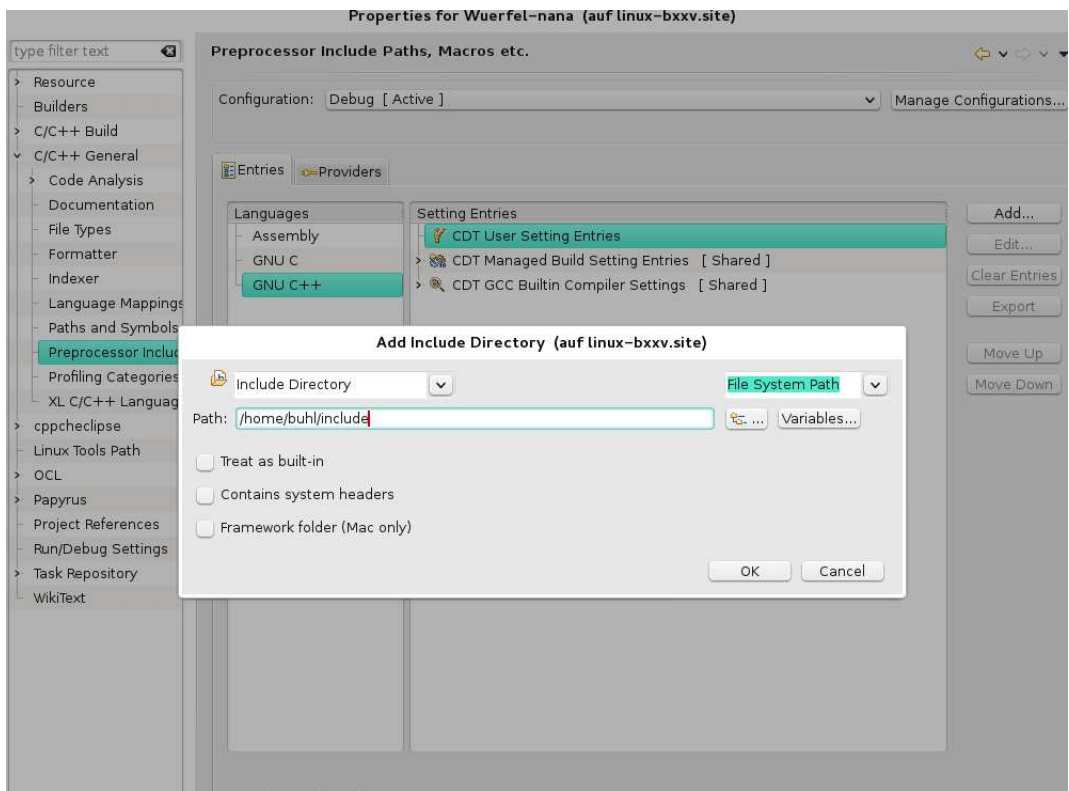 Properties for Wuerfel-nana (auf linux-bxxv.site)
type filter text
Resource
Builders
C/C++ Build
C/C++ General
Code Analysis
Documentation
File Types
Formatter
Indexer
Language Mappings
Paths and Symbols
Preprocessor Includ
Profiling Categories
XL C/C++ Languag
cppcheclipse
Linux Tools Path
OCL
Papyrus
Project References
Run/Debug Settings
Task Repository
WikiText
Preprocessor Include Paths, Macros etc.
Configuration: Debug [ Active ]
Manage Configurations...
Entries
Providers
Languages
Assembly
GNU C
GNU C++
Setting Entries
CDT User Setting Entries
CDT Managed Build Setting Entries [ Shared ]
CDT GCC Builtin Compiler Settings [ Shared ]
Add...
Edit...
Clear Entries
Export
Move Up
Move Down
Add Include Directory (auf linux-bxxv.site)
Include Directory
File System Path
Path: /home/buhl/include
...
Variables...
Treat as built-in
Contains system headers
Framework folder (Mac only)
OK
Cancel